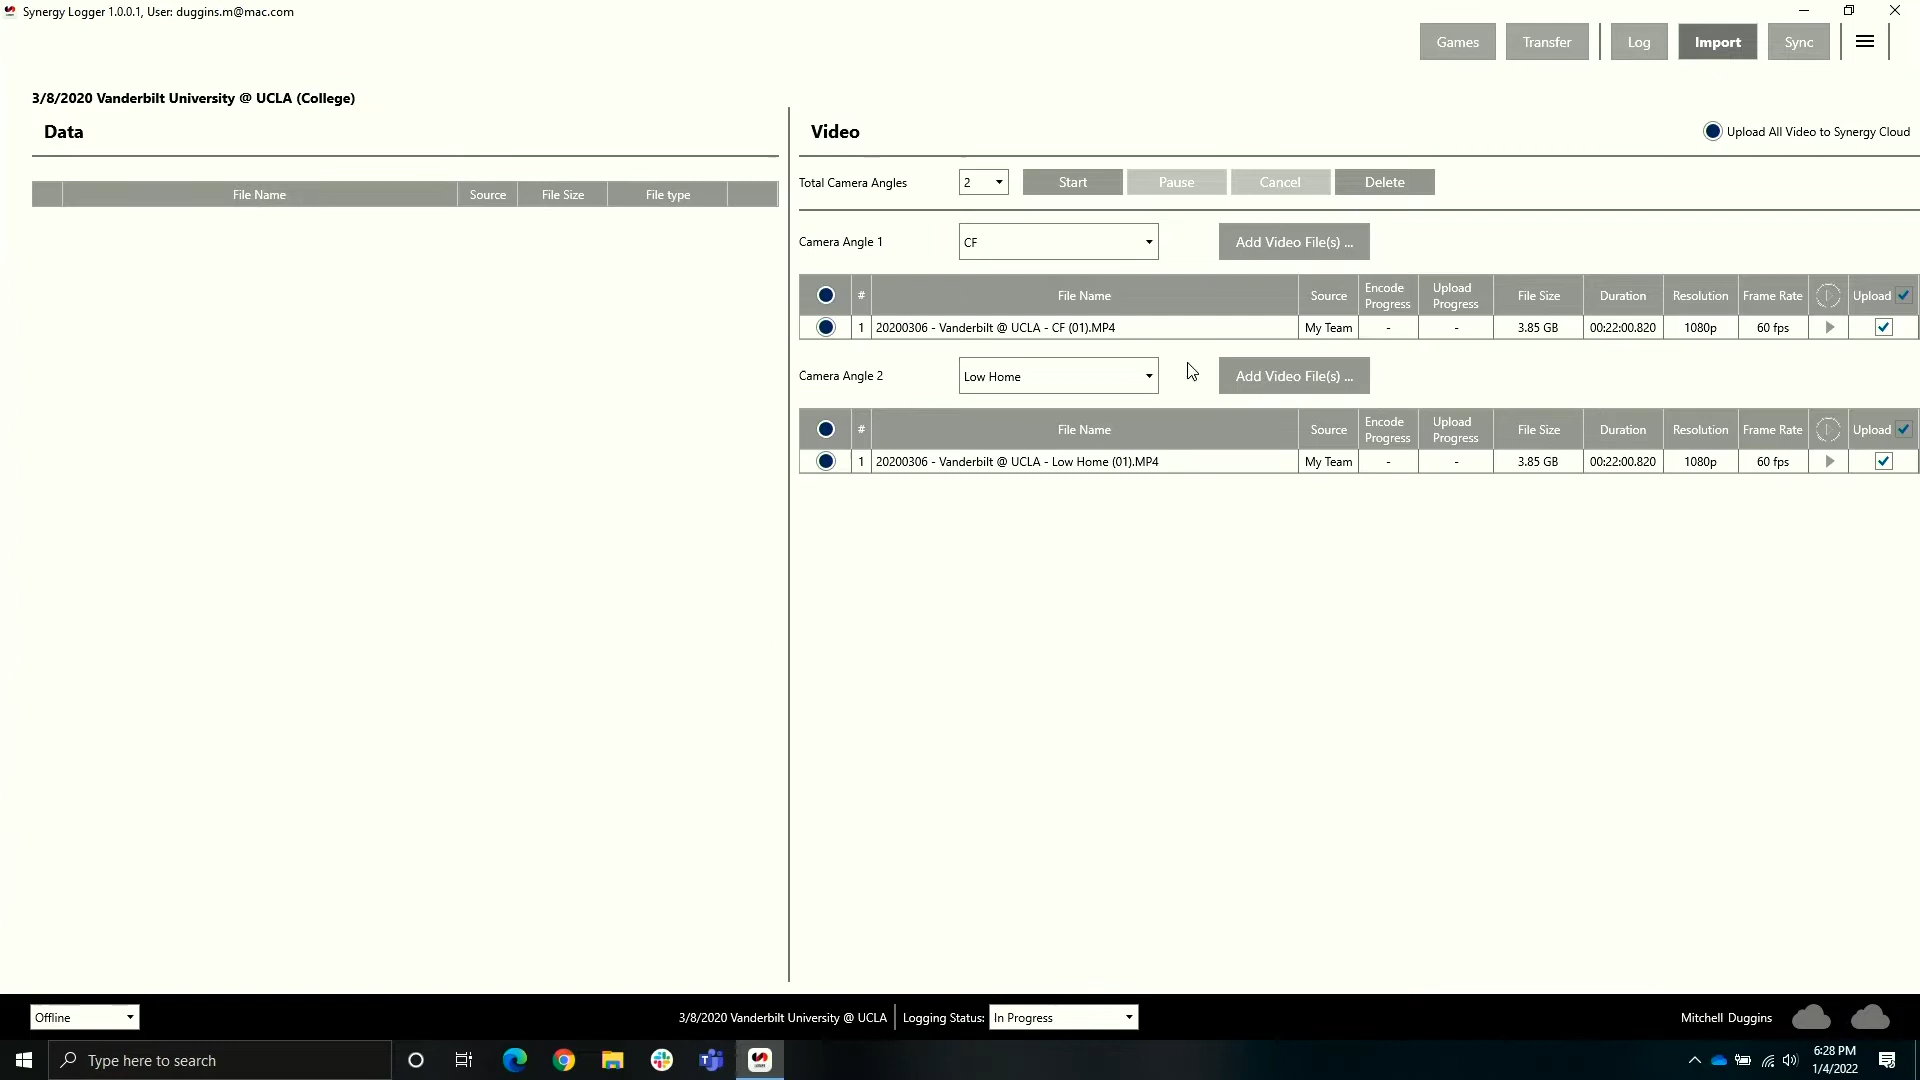 Synergy Logger 1.0.0.1, User: duggins.m@mac.com
Games Transfer Log Import Sync
3/8/2020 Vanderbilt University @ UCLA (College)
Data
Video
Upload All Video to Synergy Cloud
File Name Source File Size File type
Total Camera Angles 2 Start Pause Cancel Delete
Camera Angle 1 CF Add Video File(s) ...
# File Name Source Encode Progress Upload Progress File Size Duration Resolution Frame Rate Upload
1 20200306 - Vanderbilt @ UCLA - CF (01).MP4 My Team - - 3.85 GB 00:22:00.820 1080p 60 fps
Camera Angle 2 Low Home Add Video File(s) ...
# File Name Source Encode Progress Upload Progress File Size Duration Resolution Frame Rate Upload
1 20200306 - Vanderbilt @ UCLA - Low Home (01).MP4 My Team - - 3.85 GB 00:22:00.820 1080p 60 fps
Offline 3/8/2020 Vanderbilt University @ UCLA Logging Status: In Progress Mitchell Duggins
Type here to search
6:28 PM
1/4/2022